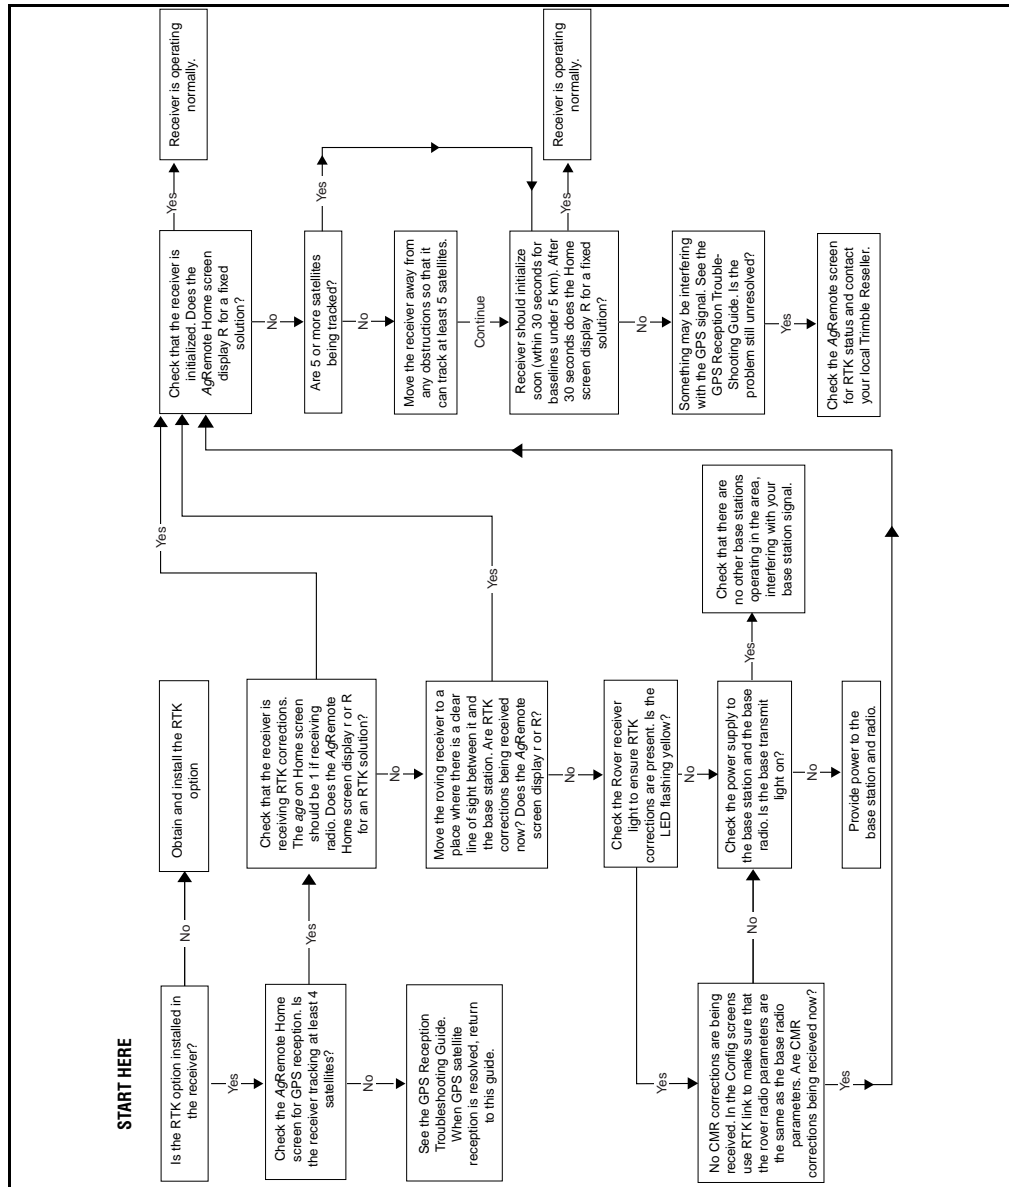 START HERE
Is the RTK option installed in
the receiver?
No
Obtain and install the RTK
option
Yes
Check the AgRemote Home
screen for GPS reception. Is
the receiver tracking at least 4
satellites?
No
See the GPS Reception
Troubleshooting Guide.
When GPS satellite
reception is resolved, return
to this guide.
Yes
Check that the receiver is
receiving RTK corrections.
The age on Home screen
should be 1 if receiving
radio. Does the AgRemote
Home screen display r or R
for an RTK solution?
Yes
No
Move the roving receiver to a
place where there is a clear
line of sight between it and
the base station. Are RTK
corrections being received
now? Does the AgRemote
screen display r or R?
Yes
No
Check the Rover receiver
light to ensure RTK
corrections are present. Is the
LED flashing yellow?
Yes
No
No CMR corrections are being
received. In the Config screens
use RTK link to make sure that
the rover radio parameters are
the same as the base radio
parameters. Are CMR
corrections being recieved now?
No
Yes
Check the power supply to
the base station and the base
radio. Is the base transmit
light on?
Yes
Check that there are
no other base stations
operating in the area,
interfering with your
base station signal.
No
Provide power to the
base station and radio.
Check that the receiver is
initialized. Does the
AgRemote Home screen
display R for a fixed
solution?
Yes
Receiver is operating
normally.
No
Are 5 or more satellites
being tracked?
Yes
No
Move the receiver away from
any obstructions so that it
can track at least 5 satellites.
Continue
Receiver should initialize
soon (wthin 30 seconds for
baselines under 5 km). After
30 seconds does the Home
screen display R for a fixed
solution?
Yes
Receiver is operating
normally.
No
Something may be interfering
with the GPS signal. See the
GPS Reception Trouble-
Shooting Guide. Is the
problem still unresolved?
Yes
Check the AgRemote screen
for RTK status and contact
your local Trimble Reseller.